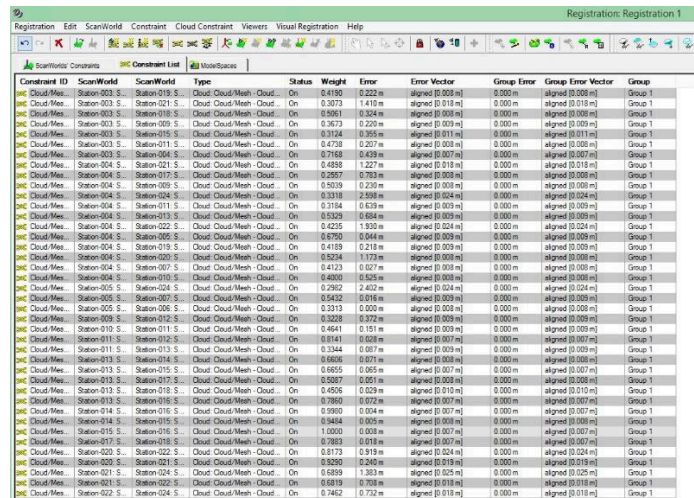 Registration: Registration 1
Registration Edit ScanWorld Constraint Cloud Constraint Viewers Visual Registration Help
ScanWorlds' Constraints Constraint List ModelSpaces
Constraint ID ScanWorld ScanWorld Type Status Weight Error Error Vector Group Error Group Error Vector Group
Cloud/Mes... Station-003: S... Station-019: S... Cloud: Cloud/Mesh - Cloud... On 0.4190 0.222 m aligned [0.008 m] 0.000 m aligned [0.008 m] Group 1
Cloud/Mes... Station-003: S... Station-021: S... Cloud: Cloud/Mesh - Cloud... On 0.3073 1.410 m aligned [0.018 m] 0.000 m aligned [0.018 m] Group 1
Cloud/Mes... Station-003: S... Station-018: S... Cloud: Cloud/Mesh - Cloud... On 0.5061 0.324 m aligned [0.008 m] 0.000 m aligned [0.008 m] Group 1
Cloud/Mes... Station-003: S... Station-009: S... Cloud: Cloud/Mesh - Cloud... On 0.3673 0.220 m aligned [0.009 m] 0.000 m aligned [0.009 m] Group 1
Cloud/Mes... Station-003: S... Station-015: S... Cloud: Cloud/Mesh - Cloud... On 0.3124 0.355 m aligned [0.011 m] 0.000 m aligned [0.011 m] Group 1
Cloud/Mes... Station-003: S... Station-011: S... Cloud: Cloud/Mesh - Cloud... On 0.4738 0.207 m aligned [0.008 m] 0.000 m aligned [0.008 m] Group 1
Cloud/Mes... Station-003: S... Station-004: S... Cloud: Cloud/Mesh - Cloud... On 0.7168 0.439 m aligned [0.007 m] 0.000 m aligned [0.007 m] Group 1
Cloud/Mes... Station-004: S... Station-021: S... Cloud: Cloud/Mesh - Cloud... On 0.4898 1.227 m aligned [0.018 m] 0.000 m aligned [0.018 m] Group 1
Cloud/Mes... Station-004: S... Station-017: S... Cloud: Cloud/Mesh - Cloud... On 0.2557 0.783 m aligned [0.008 m] 0.000 m aligned [0.008 m] Group 1
Cloud/Mes... Station-004: S... Station-009: S... Cloud: Cloud/Mesh - Cloud... On 0.5039 0.230 m aligned [0.008 m] 0.000 m aligned [0.008 m] Group 1
Cloud/Mes... Station-004: S... Station-024: S... Cloud: Cloud/Mesh - Cloud... On 0.3318 2.598 m aligned [0.024 m] 0.000 m aligned [0.024 m] Group 1
Cloud/Mes... Station-004: S... Station-011: S... Cloud: Cloud/Mesh - Cloud... On 0.3184 0.639 m aligned [0.009 m] 0.000 m aligned [0.009 m] Group 1
Cloud/Mes... Station-004: S... Station-013: S... Cloud: Cloud/Mesh - Cloud... On 0.5329 0.684 m aligned [0.009 m] 0.000 m aligned [0.009 m] Group 1
Cloud/Mes... Station-004: S... Station-022: S... Cloud: Cloud/Mesh - Cloud... On 0.4235 1.930 m aligned [0.024 m] 0.000 m aligned [0.024 m] Group 1
Cloud/Mes... Station-004: S... Station-005: S... Cloud: Cloud/Mesh - Cloud... On 0.6750 0.044 m aligned [0.009 m] 0.000 m aligned [0.009 m] Group 1
Cloud/Mes... Station-004: S... Station-019: S... Cloud: Cloud/Mesh - Cloud... On 0.4189 0.218 m aligned [0.009 m] 0.000 m aligned [0.009 m] Group 1
Cloud/Mes... Station-004: S... Station-020: S... Cloud: Cloud/Mesh - Cloud... On 0.5234 1.173 m aligned [0.008 m] 0.000 m aligned [0.008 m] Group 1
Cloud/Mes... Station-004: S... Station-007: S... Cloud: Cloud/Mesh - Cloud... On 0.4123 0.027 m aligned [0.008 m] 0.000 m aligned [0.008 m] Group 1
Cloud/Mes... Station-004: S... Station-010: S... Cloud: Cloud/Mesh - Cloud... On 0.4000 0.525 m aligned [0.008 m] 0.000 m aligned [0.008 m] Group 1
Cloud/Mes... Station-005: S... Station-024: S... Cloud: Cloud/Mesh - Cloud... On 0.2982 2.402 m aligned [0.024 m] 0.000 m aligned [0.024 m] Group 1
Cloud/Mes... Station-005: S... Station-007: S... Cloud: Cloud/Mesh - Cloud... On 0.5432 0.016 m aligned [0.009 m] 0.000 m aligned [0.009 m] Group 1
Cloud/Mes... Station-005: S... Station-006: S... Cloud: Cloud/Mesh - Cloud... On 0.3313 0.000 m aligned [0.008 m] 0.000 m aligned [0.008 m] Group 1
Cloud/Mes... Station-009: S... Station-012: S... Cloud: Cloud/Mesh - Cloud... On 0.3228 0.372 m aligned [0.009 m] 0.000 m aligned [0.009 m] Group 1
Cloud/Mes... Station-010: S... Station-011: S... Cloud: Cloud/Mesh - Cloud... On 0.4641 0.151 m aligned [0.009 m] 0.000 m aligned [0.009 m] Group 1
Cloud/Mes... Station-011: S... Station-012: S... Cloud: Cloud/Mesh - Cloud... On 0.8141 0.028 m aligned [0.007 m] 0.000 m aligned [0.007 m] Group 1
Cloud/Mes... Station-011: S... Station-013: S... Cloud: Cloud/Mesh - Cloud... On 0.3344 0.087 m aligned [0.009 m] 0.000 m aligned [0.009 m] Group 1
Cloud/Mes... Station-013: S... Station-014: S... Cloud: Cloud/Mesh - Cloud... On 0.6606 0.071 m aligned [0.008 m] 0.000 m aligned [0.008 m] Group 1
Cloud/Mes... Station-013: S... Station-015: S... Cloud: Cloud/Mesh - Cloud... On 0.6655 0.065 m aligned [0.007 m] 0.000 m aligned [0.007 m] Group 1
Cloud/Mes... Station-013: S... Station-017: S... Cloud: Cloud/Mesh - Cloud... On 0.5087 0.051 m aligned [0.008 m] 0.000 m aligned [0.008 m] Group 1
Cloud/Mes... Station-013: S... Station-018: S... Cloud: Cloud/Mesh - Cloud... On 0.4506 0.029 m aligned [0.010 m] 0.000 m aligned [0.010 m] Group 1
Cloud/Mes... Station-014: S... Station-015: S... Cloud: Cloud/Mesh - Cloud... On 0.7860 0.072 m aligned [0.007 m] 0.000 m aligned [0.007 m] Group 1
Cloud/Mes... Station-014: S... Station-016: S... Cloud: Cloud/Mesh - Cloud... On 0.9980 0.004 m aligned [0.007 m] 0.000 m aligned [0.007 m] Group 1
Cloud/Mes... Station-014: S... Station-018: S... Cloud: Cloud/Mesh - Cloud... On 0.9484 0.005 m aligned [0.008 m] 0.000 m aligned [0.008 m] Group 1
Cloud/Mes... Station-015: S... Station-016: S... Cloud: Cloud/Mesh - Cloud... On 1.0000 0.008 m aligned [0.007 m] 0.000 m aligned [0.007 m] Group 1
Cloud/Mes... Station-017: S... Station-018: S... Cloud: Cloud/Mesh - Cloud... On 0.7883 0.018 m aligned [0.007 m] 0.000 m aligned [0.007 m] Group 1
Cloud/Mes... Station-020: S... Station-022: S... Cloud: Cloud/Mesh - Cloud... On 0.8173 0.919 m aligned [0.024 m] 0.000 m aligned [0.024 m] Group 1
Cloud/Mes... Station-020: S... Station-021: S... Cloud: Cloud/Mesh - Cloud... On 0.9290 0.240 m aligned [0.019 m] 0.000 m aligned [0.019 m] Group 1
Cloud/Mes... Station-021: S... Station-024: S... Cloud: Cloud/Mesh - Cloud... On 0.6899 1.383 m aligned [0.025 m] 0.000 m aligned [0.025 m] Group 1
Cloud/Mes... Station-021: S... Station-022: S... Cloud: Cloud/Mesh - Cloud... On 0.6819 0.708 m aligned [0.018 m] 0.000 m aligned [0.018 m] Group 1
Cloud/Mes... Station-022: S... Station-024: S... Cloud: Cloud/Mesh - Cloud... On 0.7462 0.732 m aligned [0.018 m] 0.000 m aligned [0.018 m] Group 1